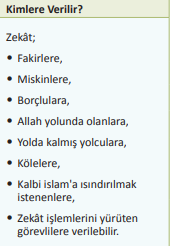 Kimlere Verilir?
Zekât;
• Fakirlere,
• Miskinlere,
• Borçlulara,
• Allah yolunda olanlara,
• Yolda kalmış yolculara,
• Kölelere,
• Kalbi islam'a ısındırılmak
istenenlere,
• Zekât işlemlerini yürüten
görevlilere verilebilir.